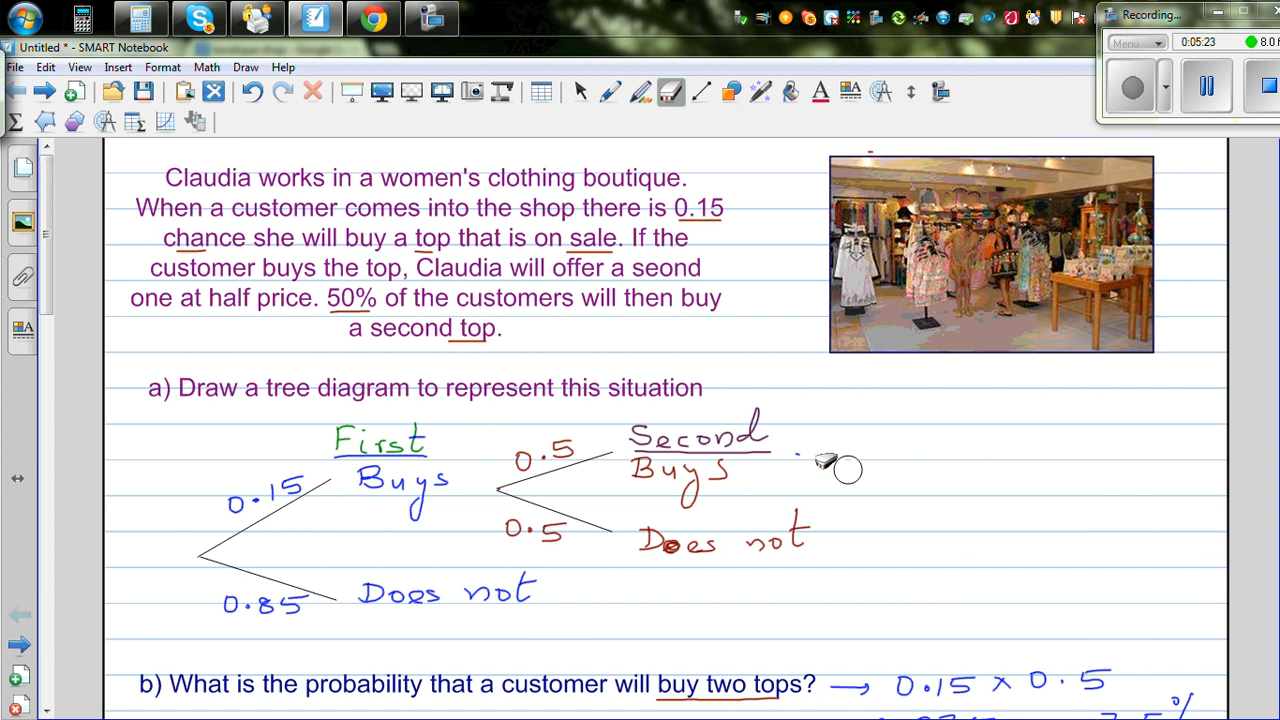 Recording...
Untitled * - SMART Notebook
Menu
0:05:23
8.0 f
File Edit View Insert Format Math Draw Help
Claudia works in a women's clothing boutique.
When a customer comes into the shop there is 0.15
chance she will buy a top that is on sale. If the
customer buys the top, Claudia will offer a seond
one at half price. 50% of the customers will then buy
a second top.
a) Draw a tree diagram to represent this situation
First
Second
0.5
Buys
0.15
Buys
0.5
Does not
0.85
Does not
b) What is the probability that a customer will buy two tops? → 0.15 × 0.5